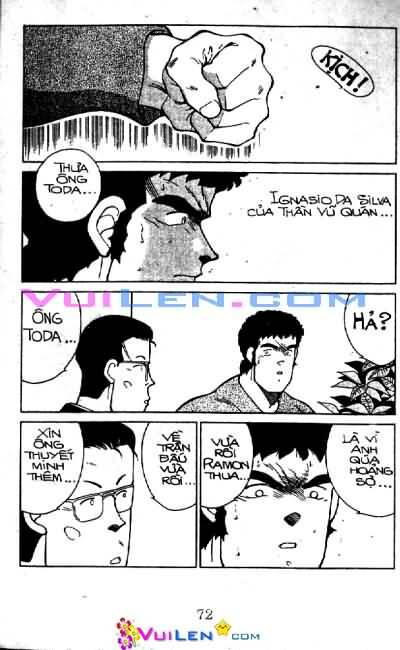 KỊCH!
THƯA
ÔNG
TODA...
IGNASIO DA SILVA
CỦA THẦN VŨ QUÂN...
VUILEN.COM
ÔNG
TODA...
HẢ?
XIN
ÔNG
THUYẾT
MINH
THÊM...
VỀ
TRẬN
ĐẤU
VỪA
RỒI...
VỪA
RỒI
RAMON
THUA...
LÀ VÌ
ANH
QUÁ
HOẢNG
SỢ...
72
VUILEN
.COM